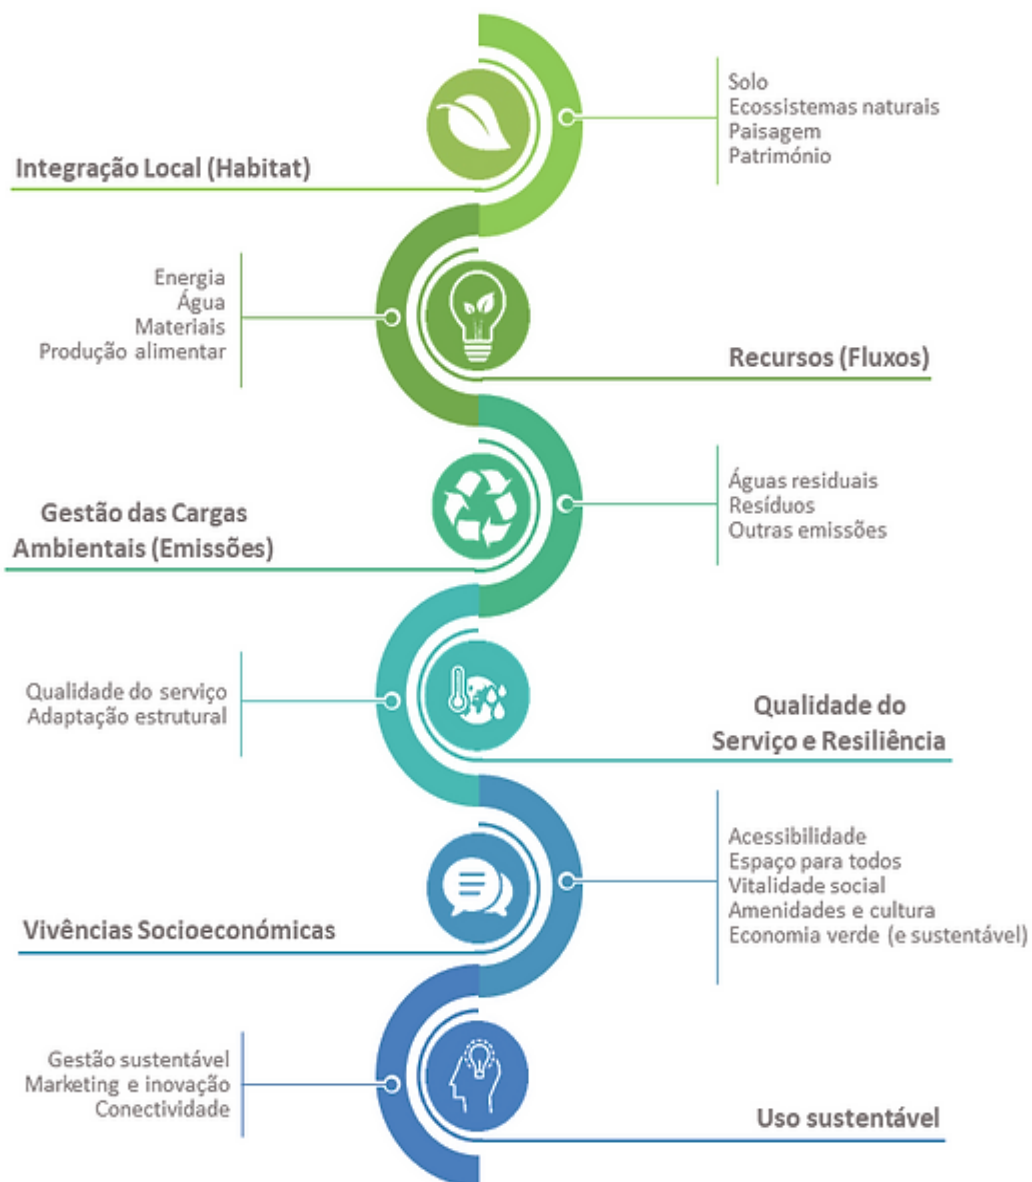 Integração Local (Habitat)
Solo
Ecossistemas naturais
Paisagem
Património
Energia
Água
Materiais
Produção alimentar
Recursos (Fluxos)
Gestão das Cargas
Ambientais (Emissões)
Águas residuais
Resíduos
Outras emissões
Qualidade do serviço
Adaptação estrutural
Qualidade do
Serviço e Resiliência
Vivências Socioeconómicas
Acessibilidade
Espaço para todos
Vitalidade social
Amenidades e cultura
Economia verde (e sustentável)
Gestão sustentável
Marketing e inovação
Conectividade
Uso sustentável